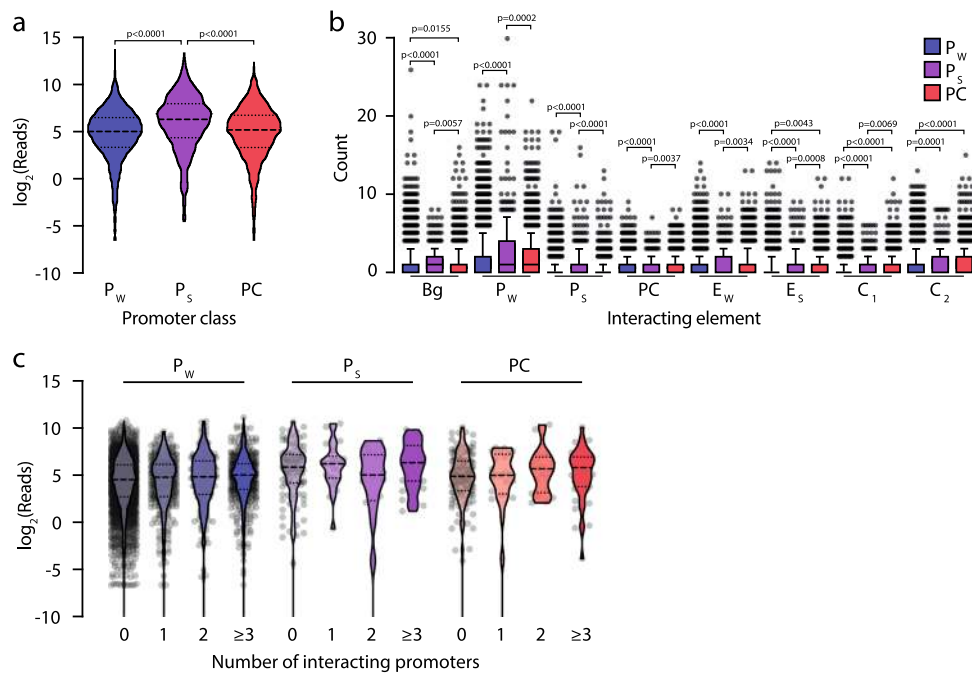 a
15
10
5
0
-5
-10
log2(Reads)
p<0.0001 p<0.0001
PW PS PC
Promoter class
b
30
20
10
0
Count
p=0.0155
p<0.0001
p=0.0057
p=0.0002
p<0.0001
p<0.0001
p<0.0001
p<0.0001
p=0.0037
p<0.0001
p=0.0034
p=0.0043
p<0.0001
p=0.0008
p=0.0069
p<0.0001
p<0.0001
p<0.0001
p=0.0001
PW
PS
PC
Bg PW PS PC EW ES C1 C2
Interacting element
c
PW PS PC
15
10
5
0
-5
-10
log2(Reads)
0 1 2 ≥3 0 1 2 ≥3 0 1 2 ≥3
Number of interacting promoters